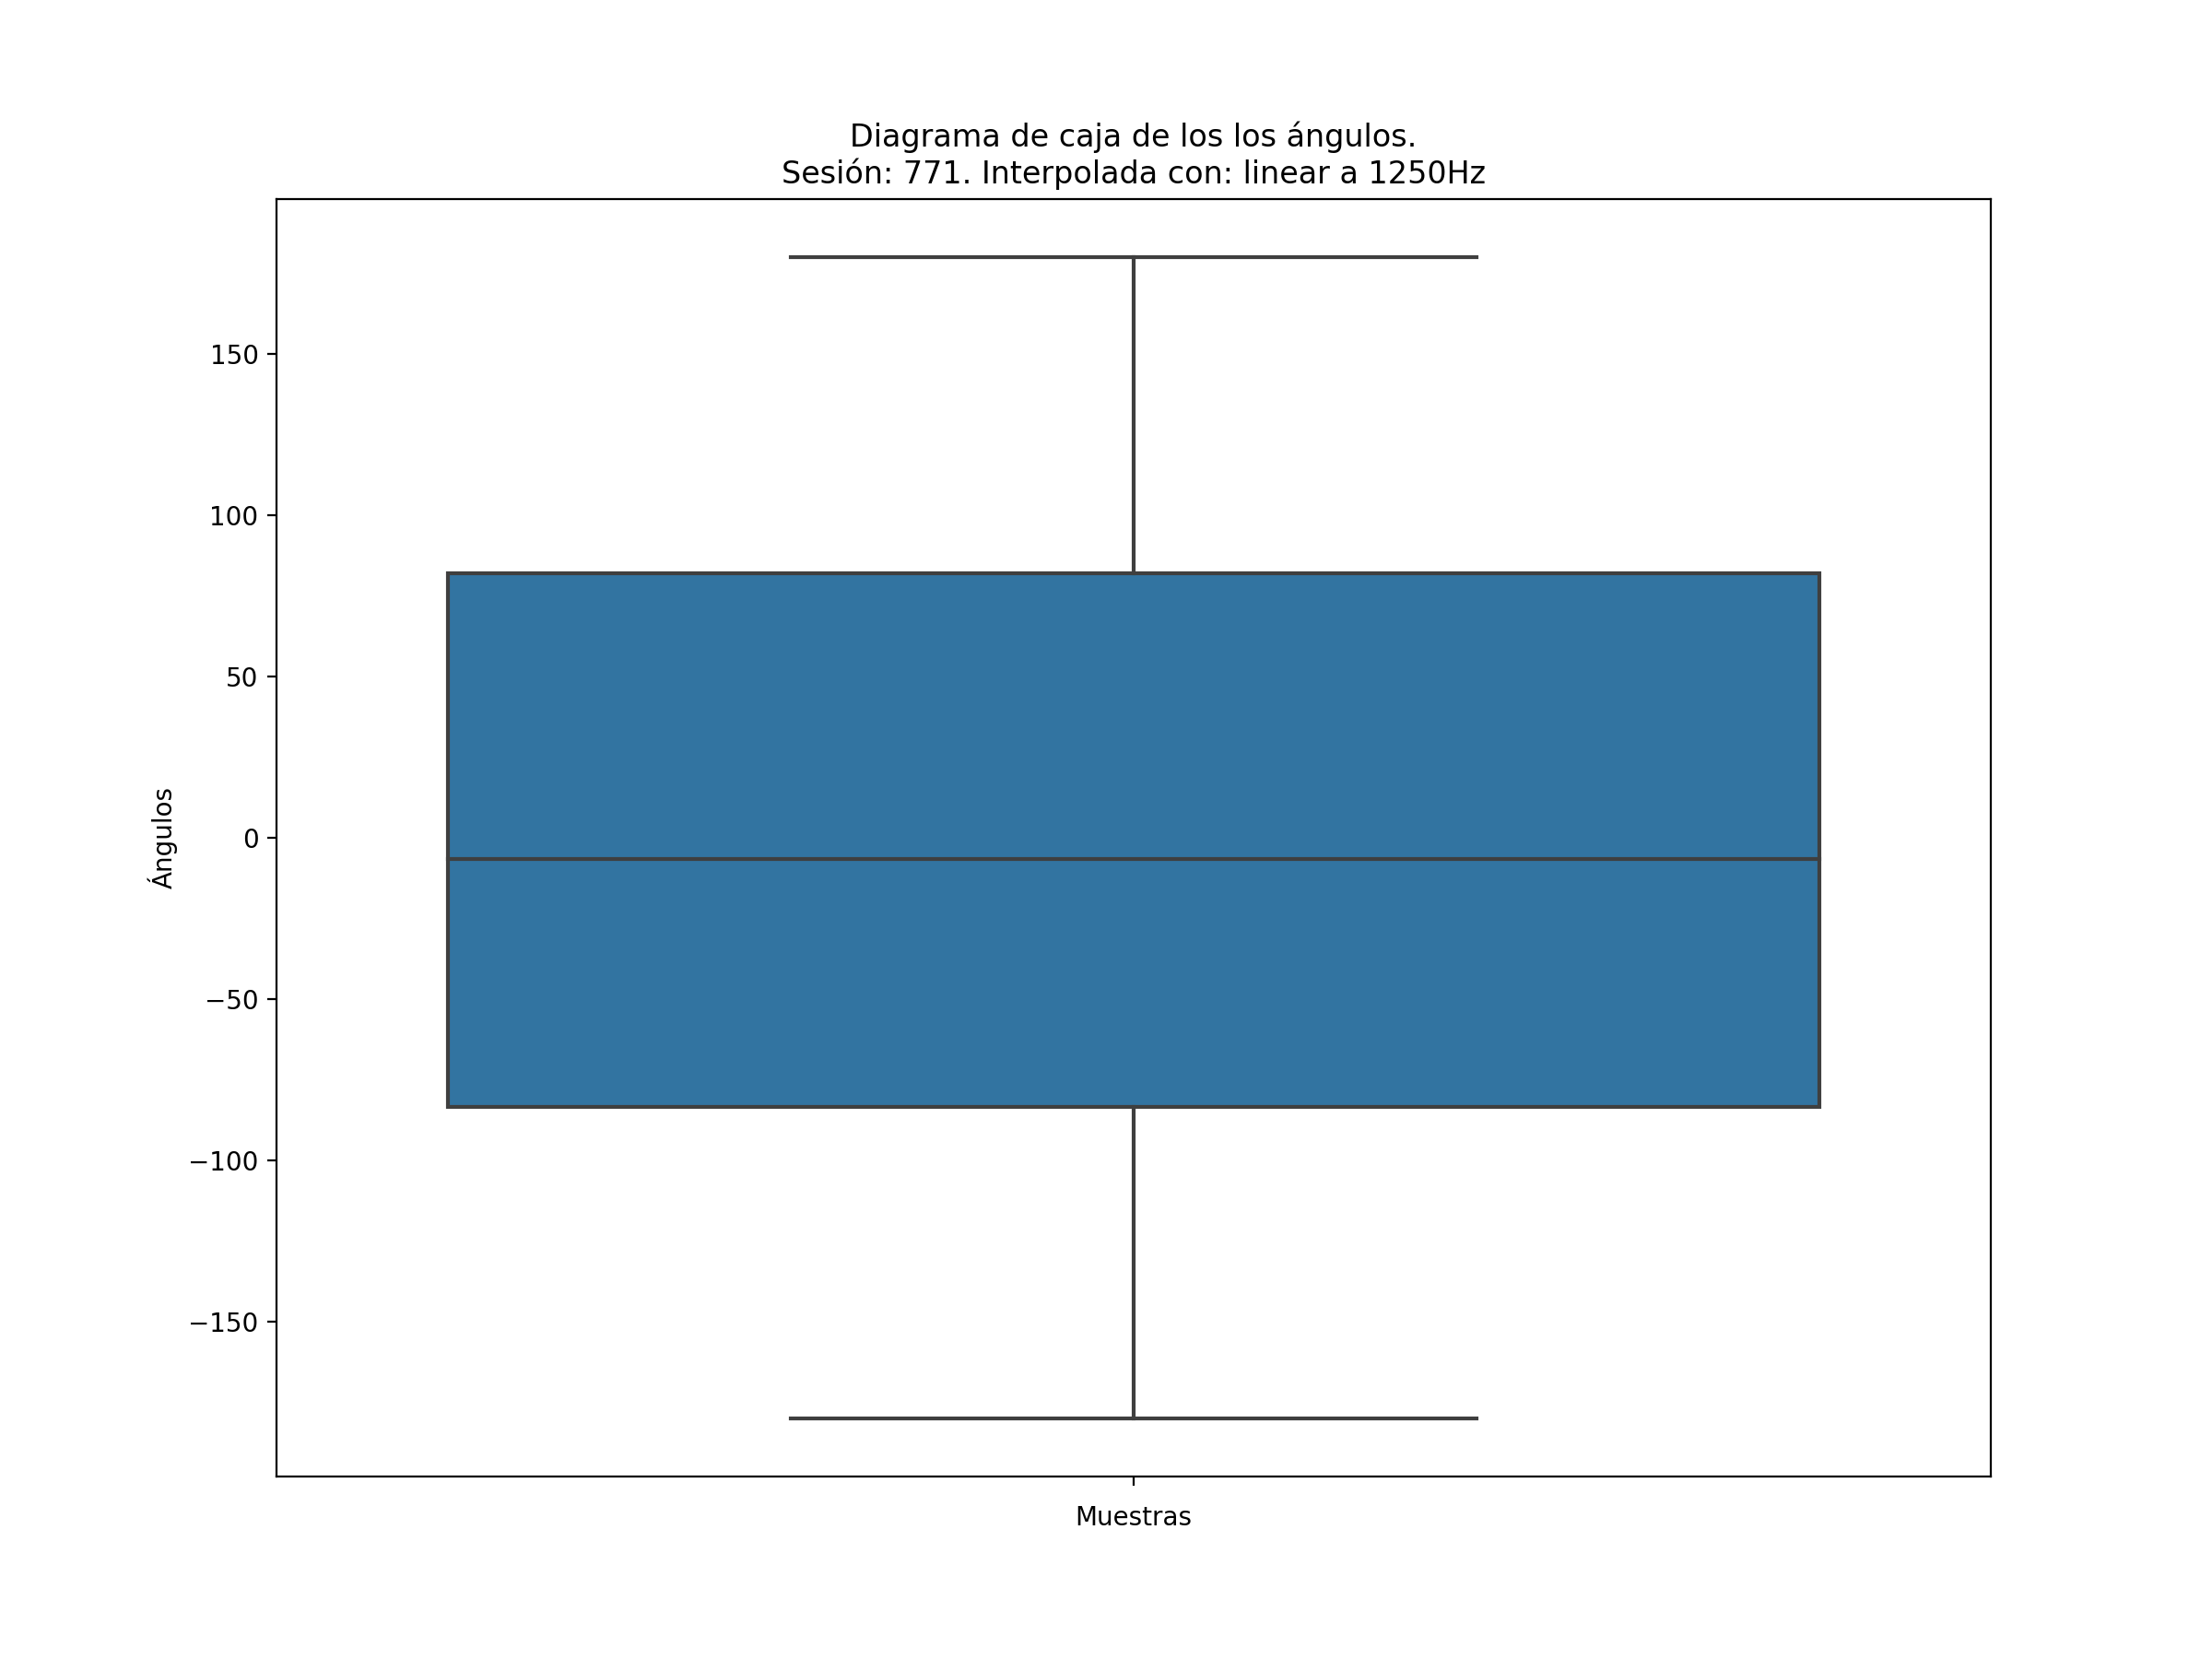 Diagrama de caja de los los ángulos.
Sesión: 771. Interpolada con: linear a 1250Hz
150
100
50
0
−50
−100
−150
Ángulos
Muestras